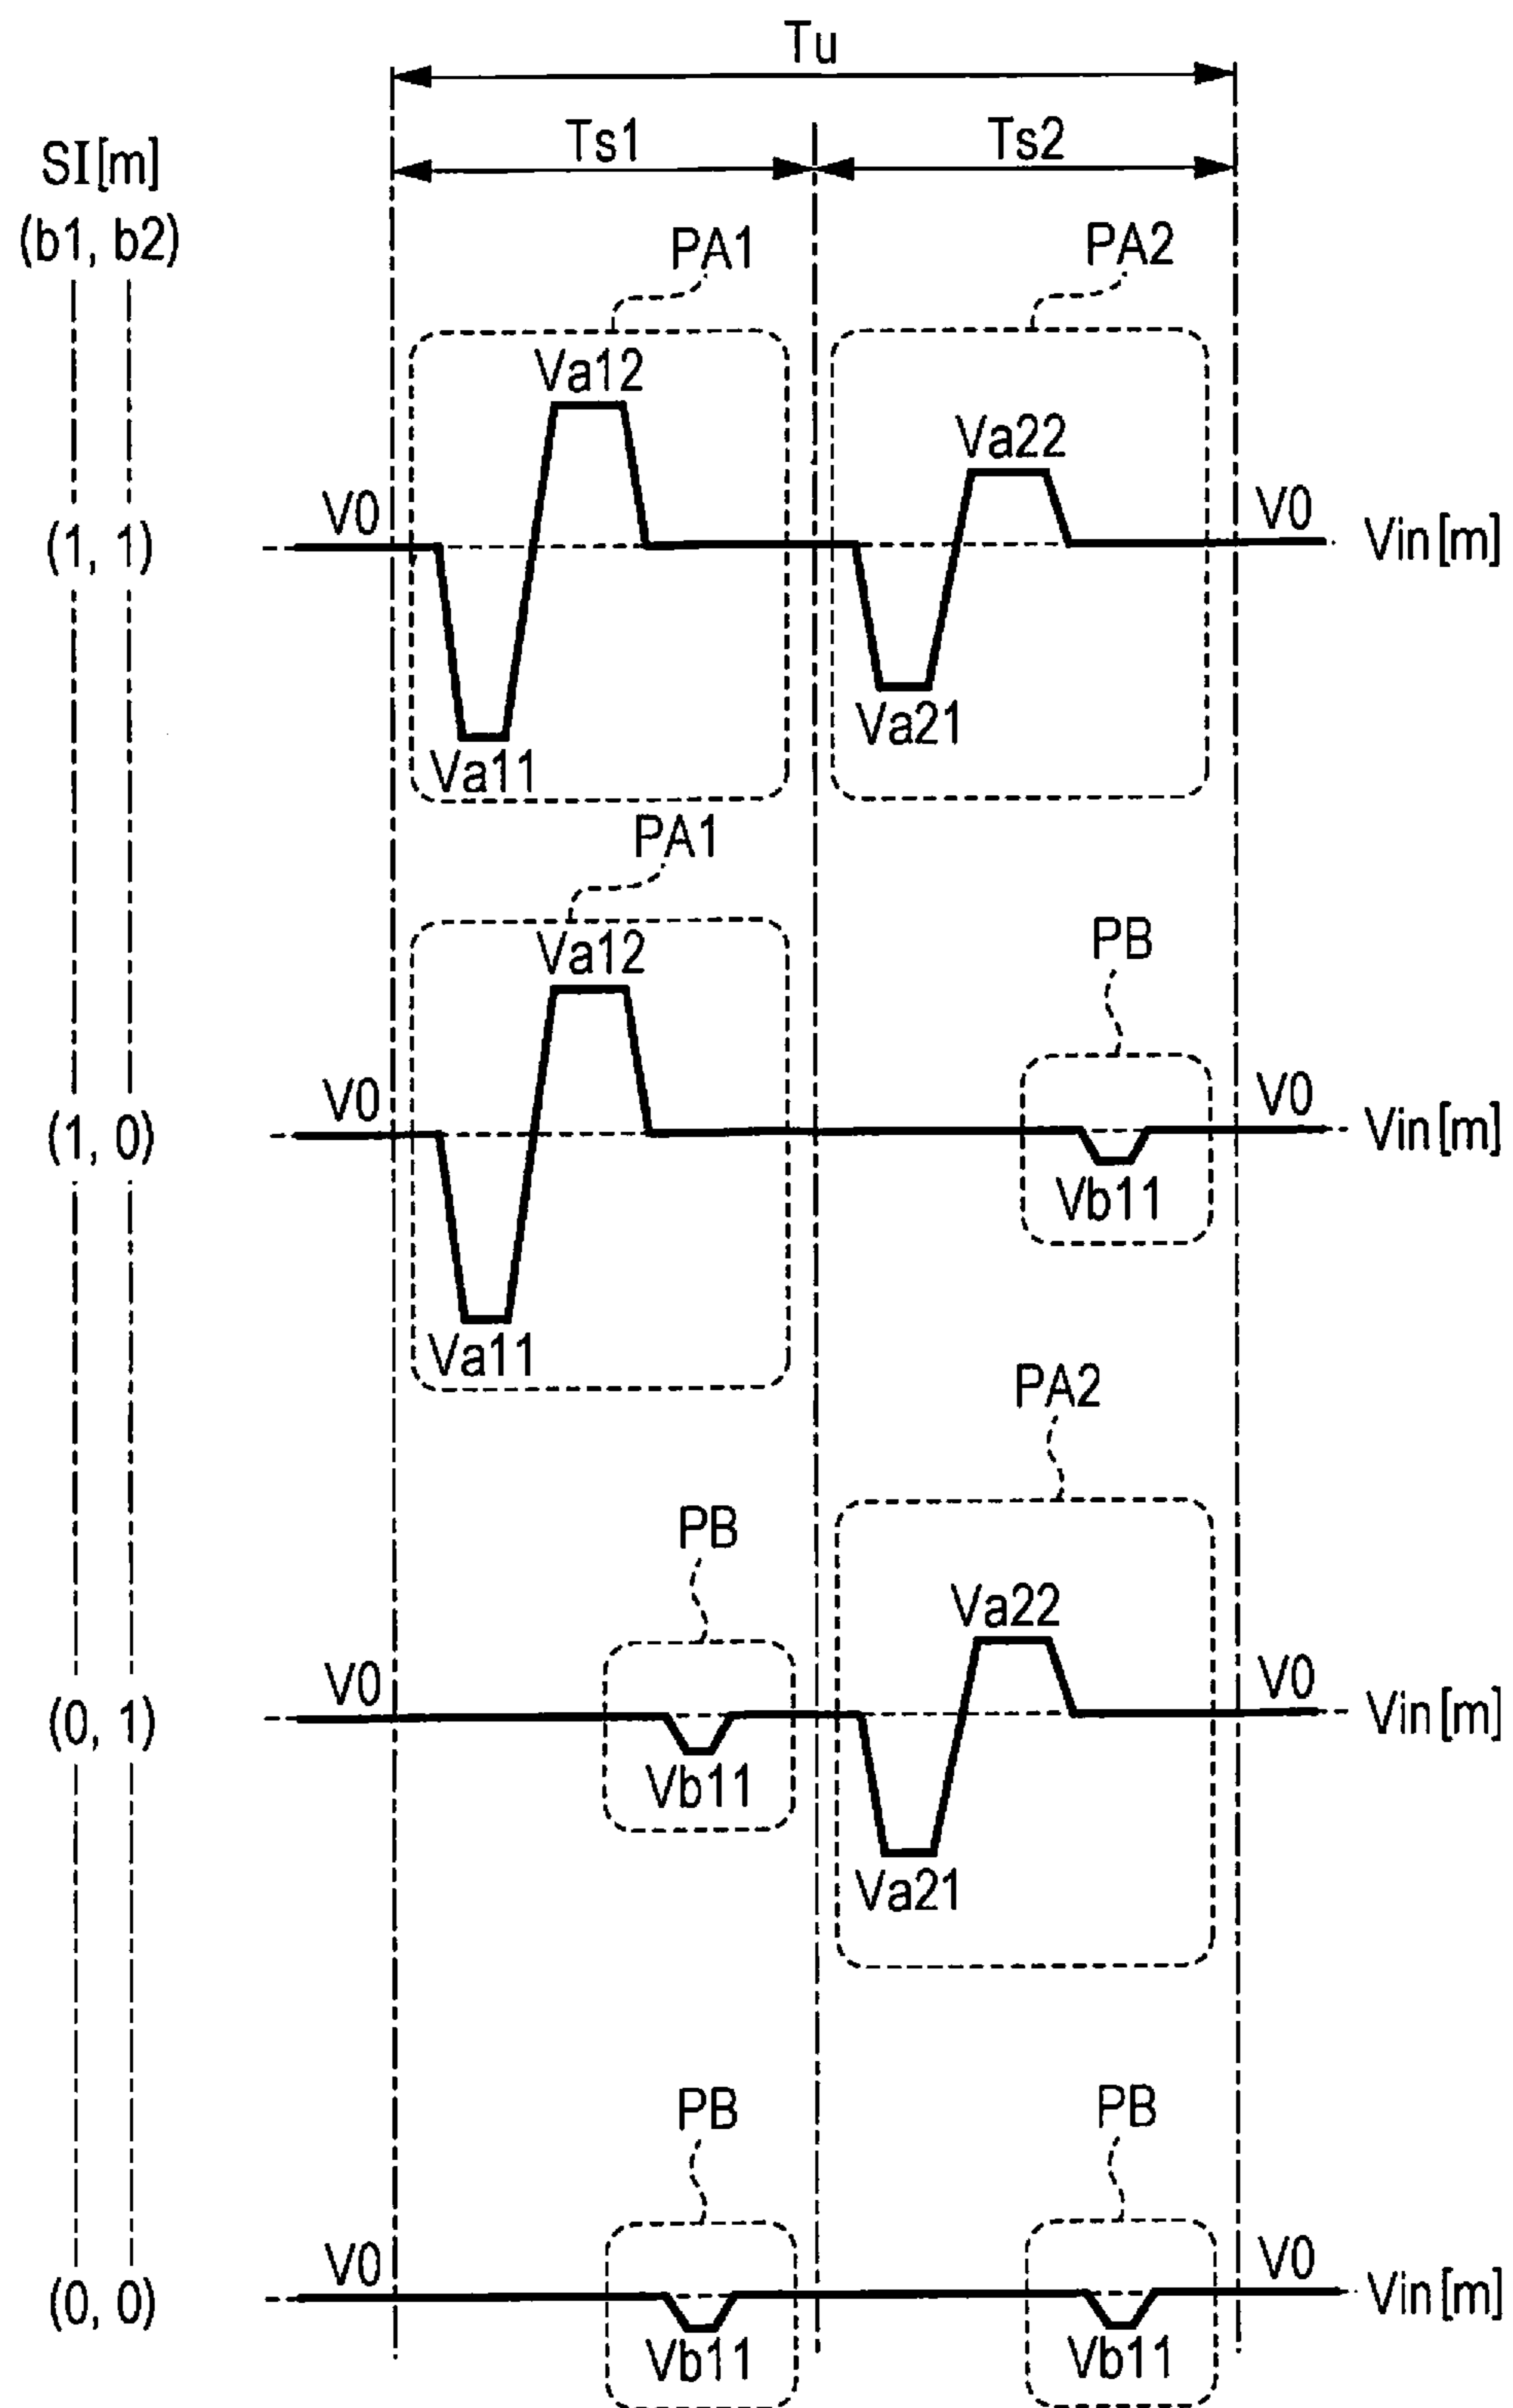 Tu
Ts1 Ts2
SI[m]
(b1, b2)
PA1 PA2
Va12
Va22
V0 V0
(1, 1) Vin[m]
Va21
Va11
PA1
Va12
PB
V0 V0
(1, 0) Vin[m]
Vb11
Va11
PA2
PB
Va22
V0 V0
(0, 1) Vin[m]
Vb11
Va21
PB PB
V0 V0
(0, 0) Vin[m]
Vb11 Vb11